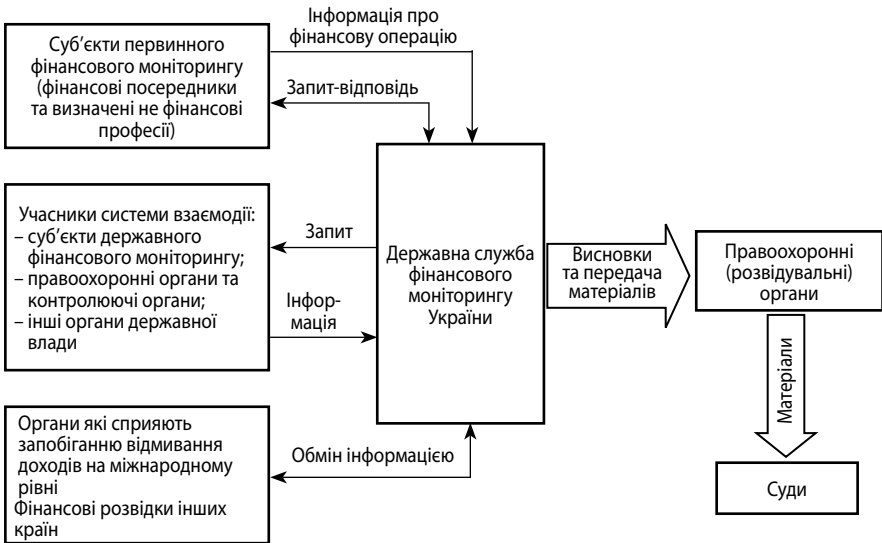 Інформація про
фінансову операцію
Суб’єкти первинного
фінансового моніторингу
(фінансові посередники
та визначені не фінансові
професії)
Запит-відповідь
Учасники системи взаємодії:
– суб’єкти державного
фінансового моніторингу;
– правоохоронні органи та
контролюючі органи;
– інші органи державної
влади
Запит
Інфор-
мація
Державна служба
фінансового
моніторингу
України
Висновки
та передача
матеріалів
Правоохоронні
(розвідувальні)
органи
Матеріали
Суди
Органи які сприяють
запобіганню відмивання
доходів на міжнародному
рівні
Фінансові розвідки інших
країн
Обмін інформацією